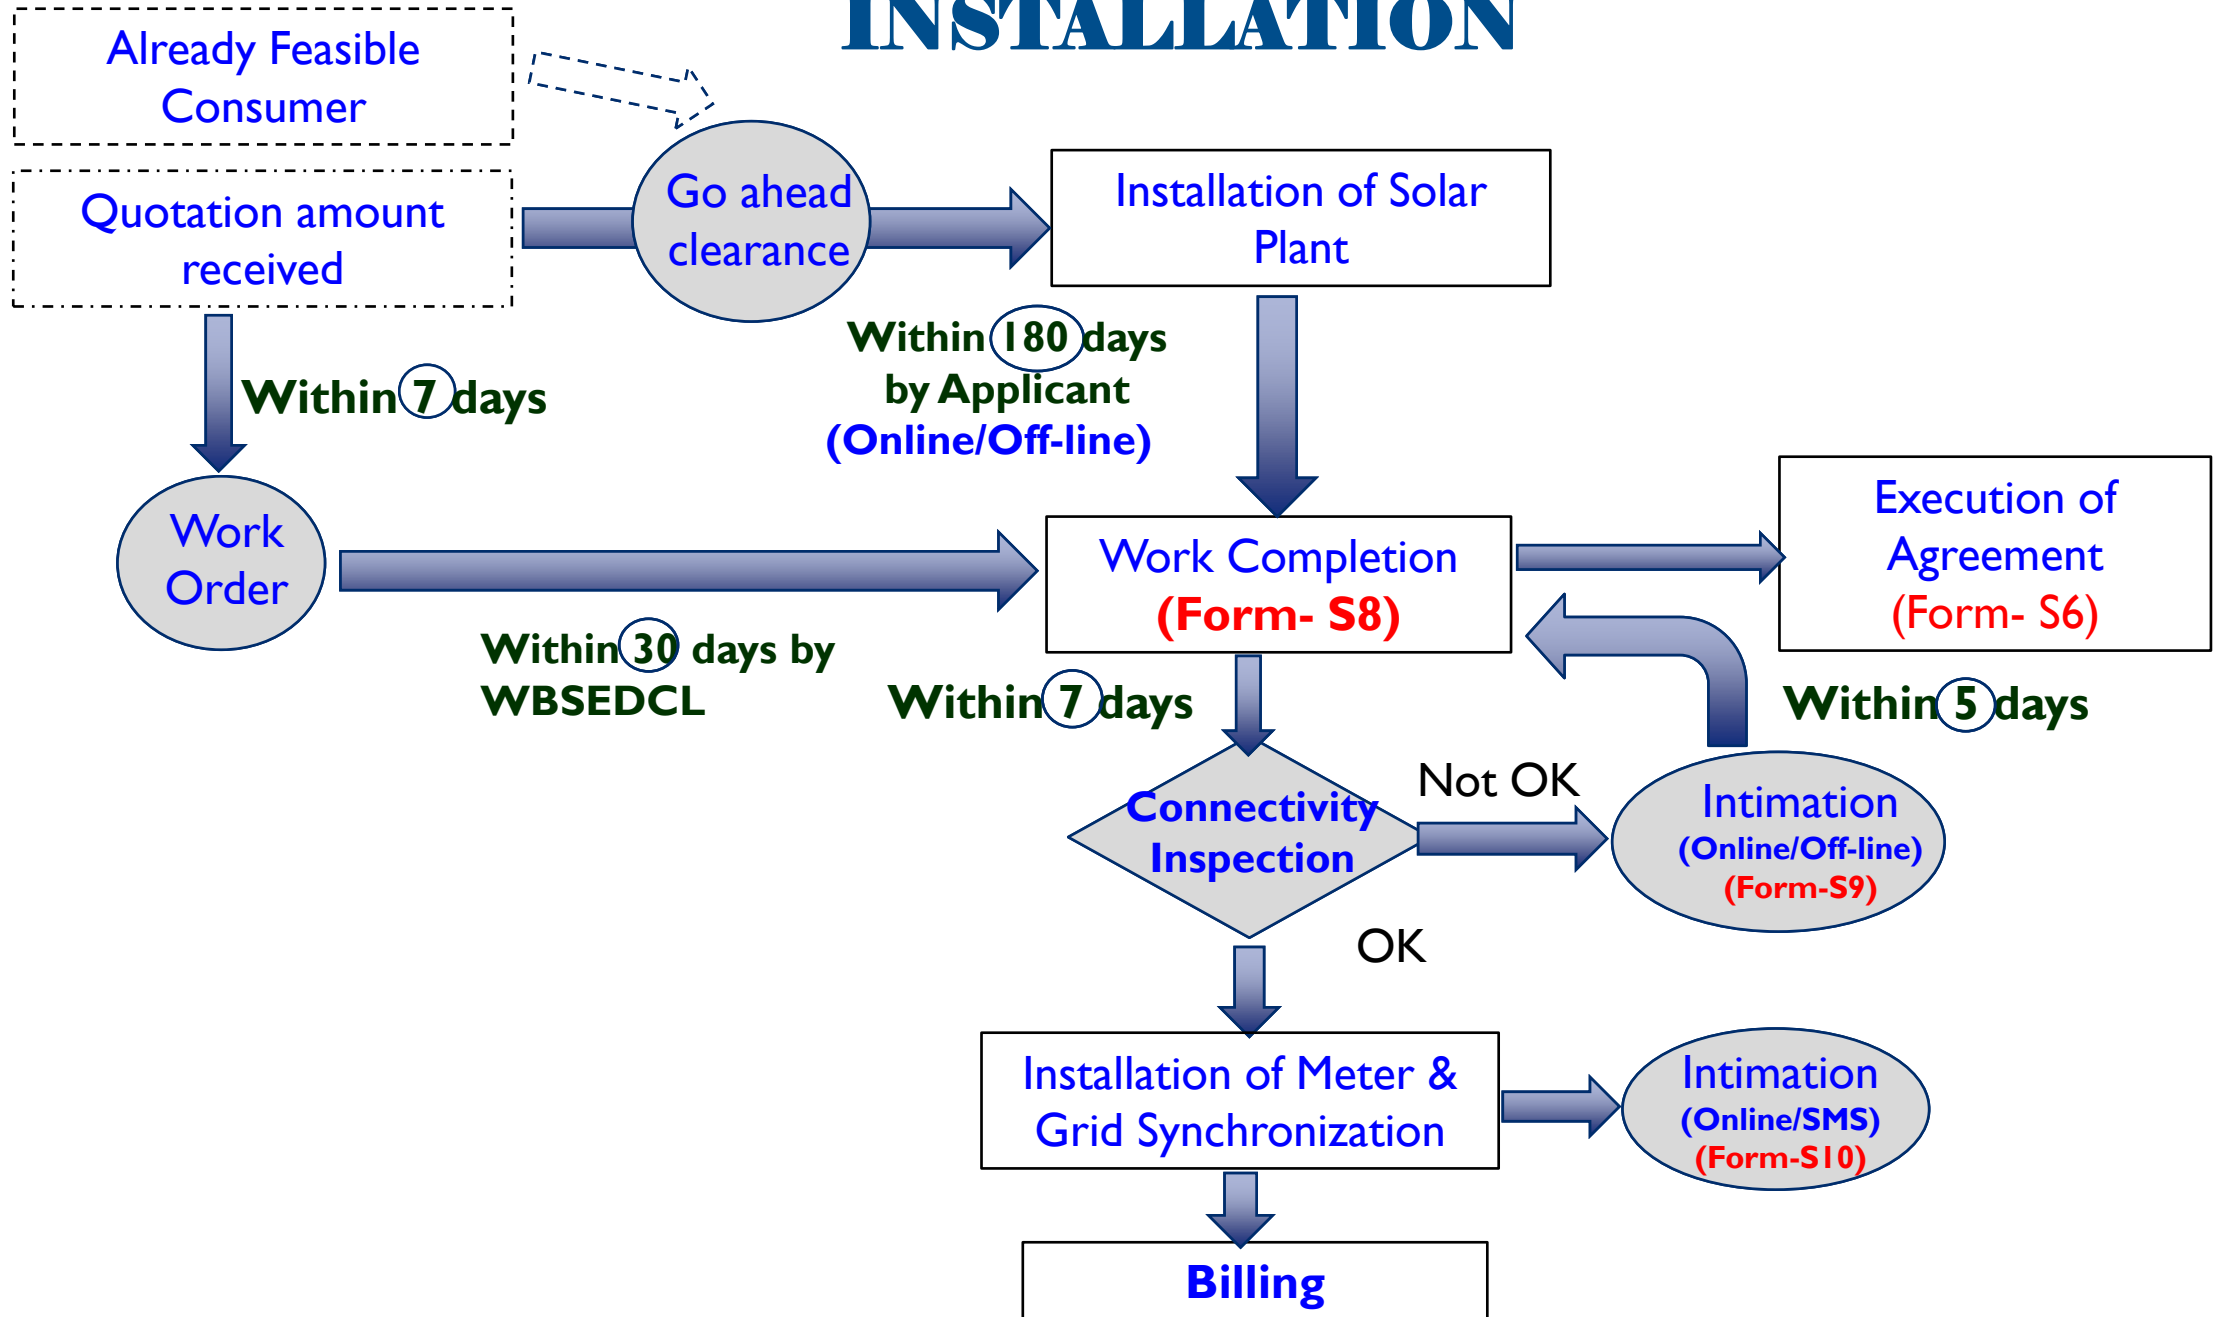 INSTALLATION
Already Feasible
Consumer
Quotation amount
received
Go ahead
clearance
Installation of Solar
Plant
Within 7 days
Within 180 days
by Applicant
(Online/Off-line)
Work
Order
Within 30 days by
WBSEDCL
Work Completion
(Form- S8)
Execution of
Agreement
(Form- S6)
Within 7 days
Within 5 days
Connectivity
Inspection
Not OK
Intimation
(Online/Off-line)
(Form-S9)
OK
Installation of Meter &
Grid Synchronization
Intimation
(Online/SMS)
(Form-S10)
Billing